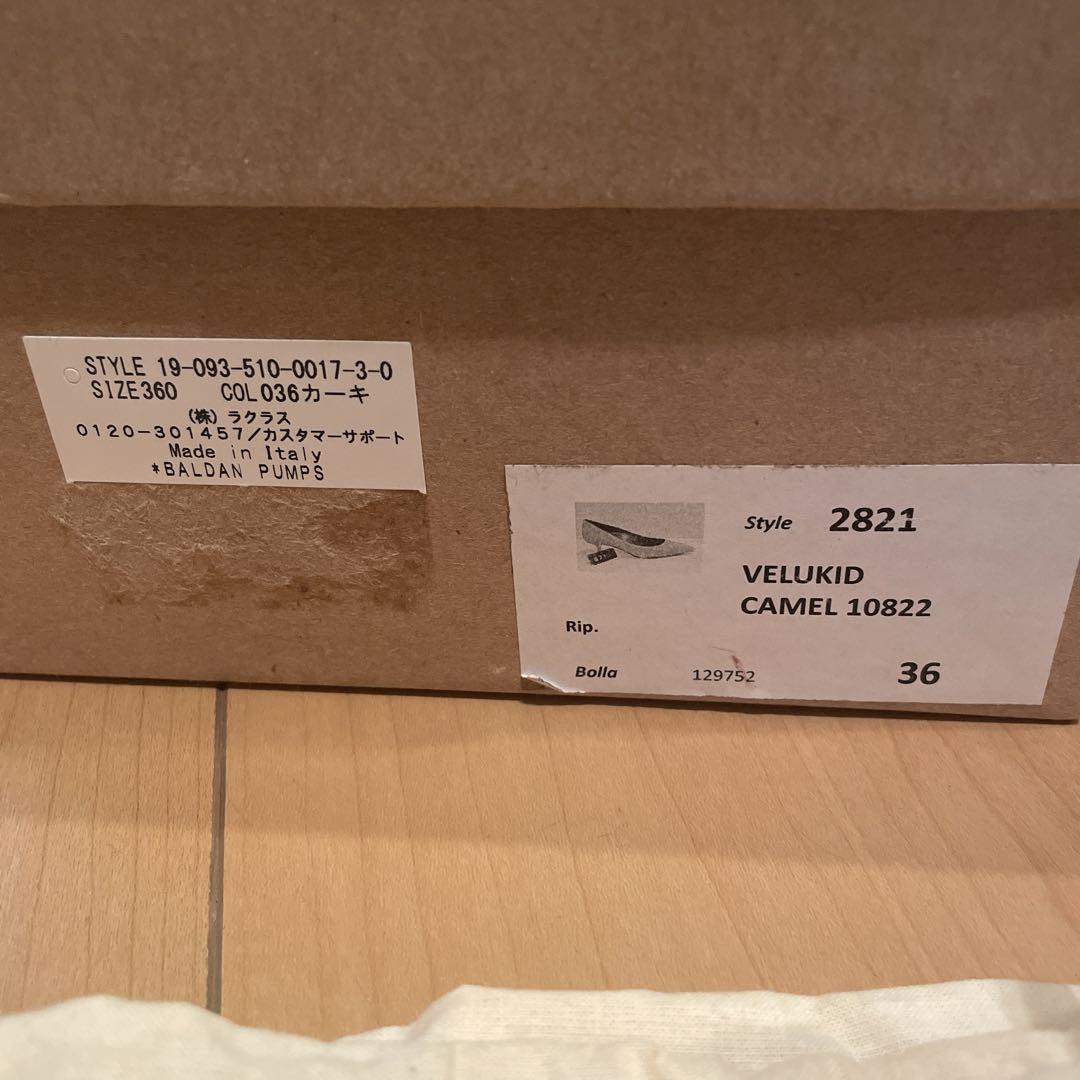 STYLE 19-093-510-0017-3-0
SIZE360 COL036カーキ
(株) ラクラス
0120-301457/カスタマーサポート
Made in Italy
*BALDAN PUMPS
Style 2821
VELUKID
CAMEL 10822
Rip.
Bolla 129752 36